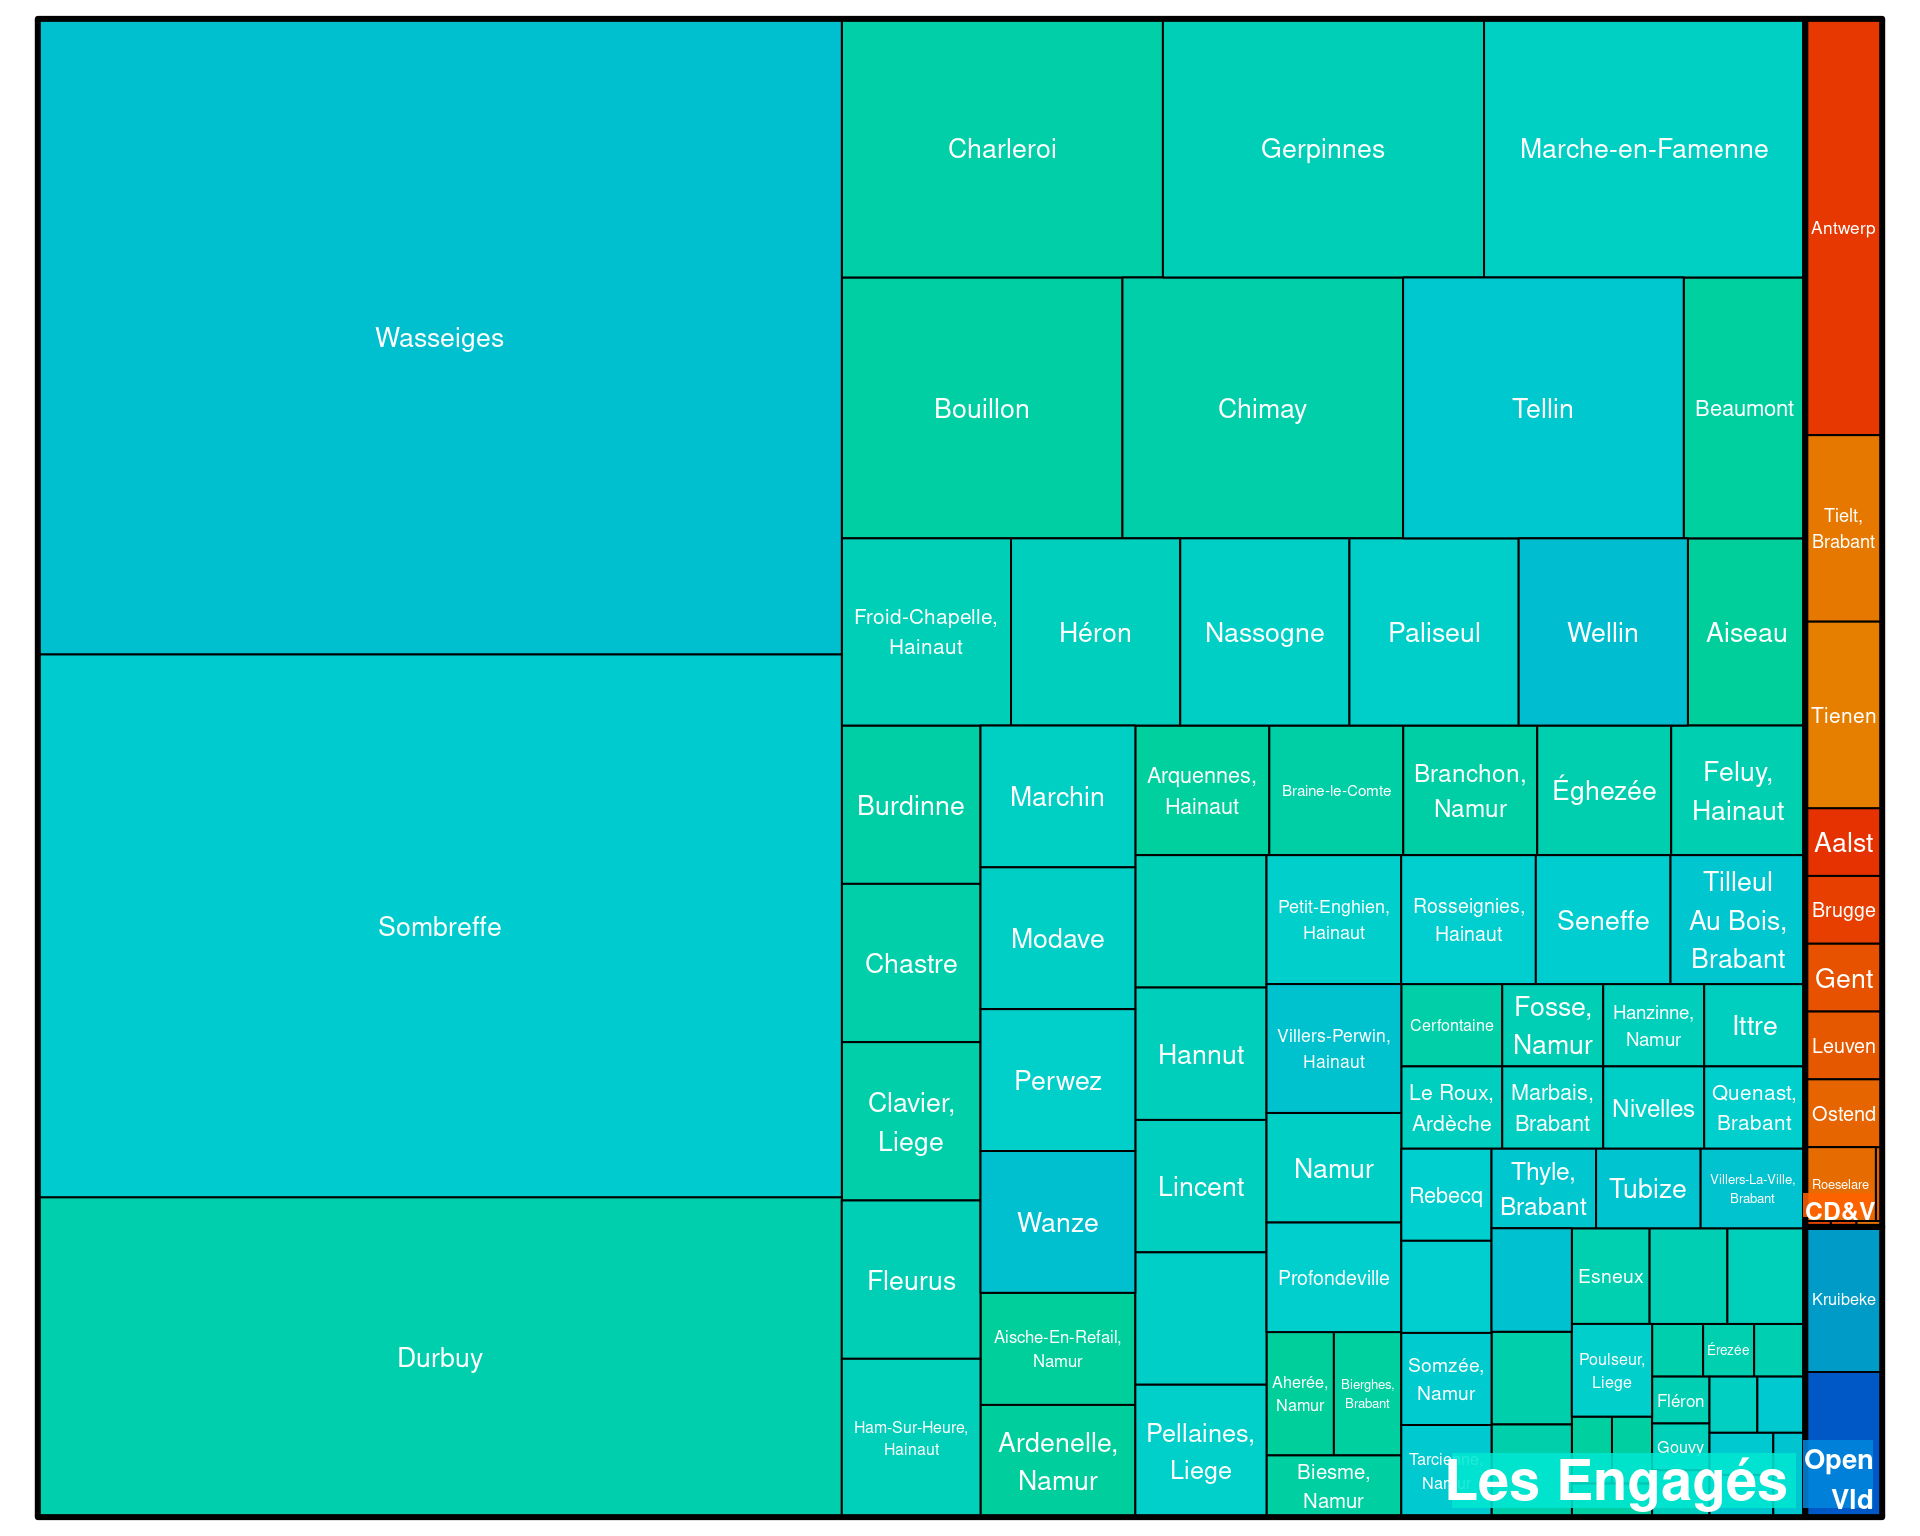 Wasseiges
Sombreffe
Durbuy
Charleroi
Gerpinnes
Marche-en-Famenne
Bouillon
Chimay
Tellin
Beaumont
Froid-Chapelle,
Hainaut
Héron
Nassogne
Paliseul
Wellin
Aiseau
Burdinne
Chastre
Clavier,
Liege
Fleurus
Ham-Sur-Heure,
Hainaut
Marchin
Modave
Perwez
Wanze
Aische-En-Refail,
Namur
Ardenelle,
Namur
Arquennes,
Hainaut
Braine-le-Comte
Branchon,
Namur
Éghezée
Feluy,
Hainaut
Hannut
Lincent
Pellaines,
Liege
Petit-Enghien,
Hainaut
Rosseignies,
Hainaut
Seneffe
Tilleul
Au Bois,
Brabant
Villers-Perwin,
Hainaut
Namur
Profondeville
Aherée,
Namur
Bierghes,
Brabant
Biesme,
Namur
Cerfontaine
Fosse,
Namur
Hanzinne,
Namur
Ittre
Le Roux,
Ardèche
Marbais,
Brabant
Nivelles
Quenast,
Brabant
Rebecq
Thyle,
Brabant
Tubize
Villers-La-Ville,
Brabant
Somzée,
Namur
Tarcienne,
Namur
Esneux
Poulseur,
Liege
Érezée
Fléron
Gouvy
Les Engagés
Antwerp
Tielt,
Brabant
Tienen
Aalst
Brugge
Gent
Leuven
Ostend
Roeselare
CD&V
Kruibeke
Open
Vld